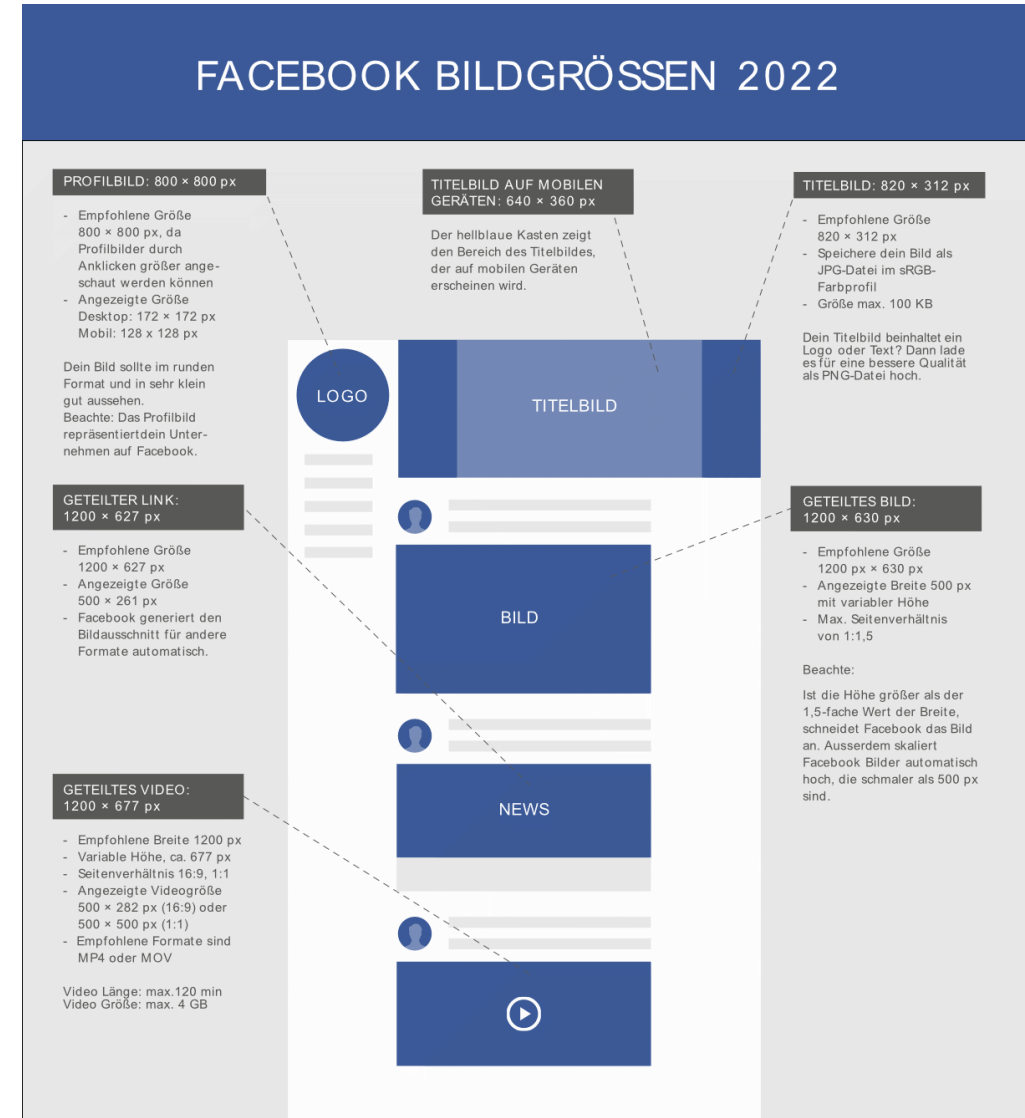 FACEBOOK BILDGRÖSSEN 2022
PROFILBILD: 800 × 800 px
- Empfohlene Größe
800 × 800 px, da
Profilbilder durch
Anklicken größer ange-
schaut werden können
- Angezeigte Größe
Desktop: 172 × 172 px
Mobil: 128 x 128 px
Dein Bild sollte im runden
Format und in sehr klein
gut aussehen.
Beachte: Das Profilbild
repräsentiertdein Unter-
nehmen auf Facebook.
TITELBILD AUF MOBILEN
GERÄTEN: 640 × 360 px
Der hellblaue Kasten zeigt
den Bereich des Titelbildes,
der auf mobilen Geräten
erscheinen wird.
TITELBILD: 820 × 312 px
- Empfohlene Größe
820 × 312 px
- Speichere dein Bild als
JPG-Datei im sRGB-
Farbprofil
- Größe max. 100 KB
Dein Titelbild beinhaltet ein
Logo oder Text? Dann lade
es für eine bessere Qualität
als PNG-Datei hoch.
LOGO
TITELBILD
GETEILTER LINK:
1200 × 627 px
- Empfohlene Größe
1200 × 627 px
- Angezeigte Größe
500 × 261 px
- Facebook generiert den
Bildausschnitt für andere
Formate automatisch.
BILD
GETEILTES BILD:
1200 × 630 px
- Empfohlene Größe
1200 px × 630 px
- Angezeigte Breite 500 px
mit variabler Höhe
- Max. Seitenverhältnis
von 1:1,5
Beachte:
Ist die Höhe größer als der
1,5-fache Wert der Breite,
schneidet Facebook das Bild
an. Ausserdem skaliert
Facebook Bilder automatisch
hoch, die schmaler als 500 px
sind.
NEWS
GETEILTES VIDEO:
1200 × 677 px
- Empfohlene Breite 1200 px
- Variable Höhe, ca. 677 px
- Seitenverhältnis 16:9, 1:1
- Angezeigte Videogröße
500 × 282 px (16:9) oder
500 × 500 px (1:1)
- Empfohlene Formate sind
MP4 oder MOV
Video Länge: max.120 min
Video Größe: max. 4 GB